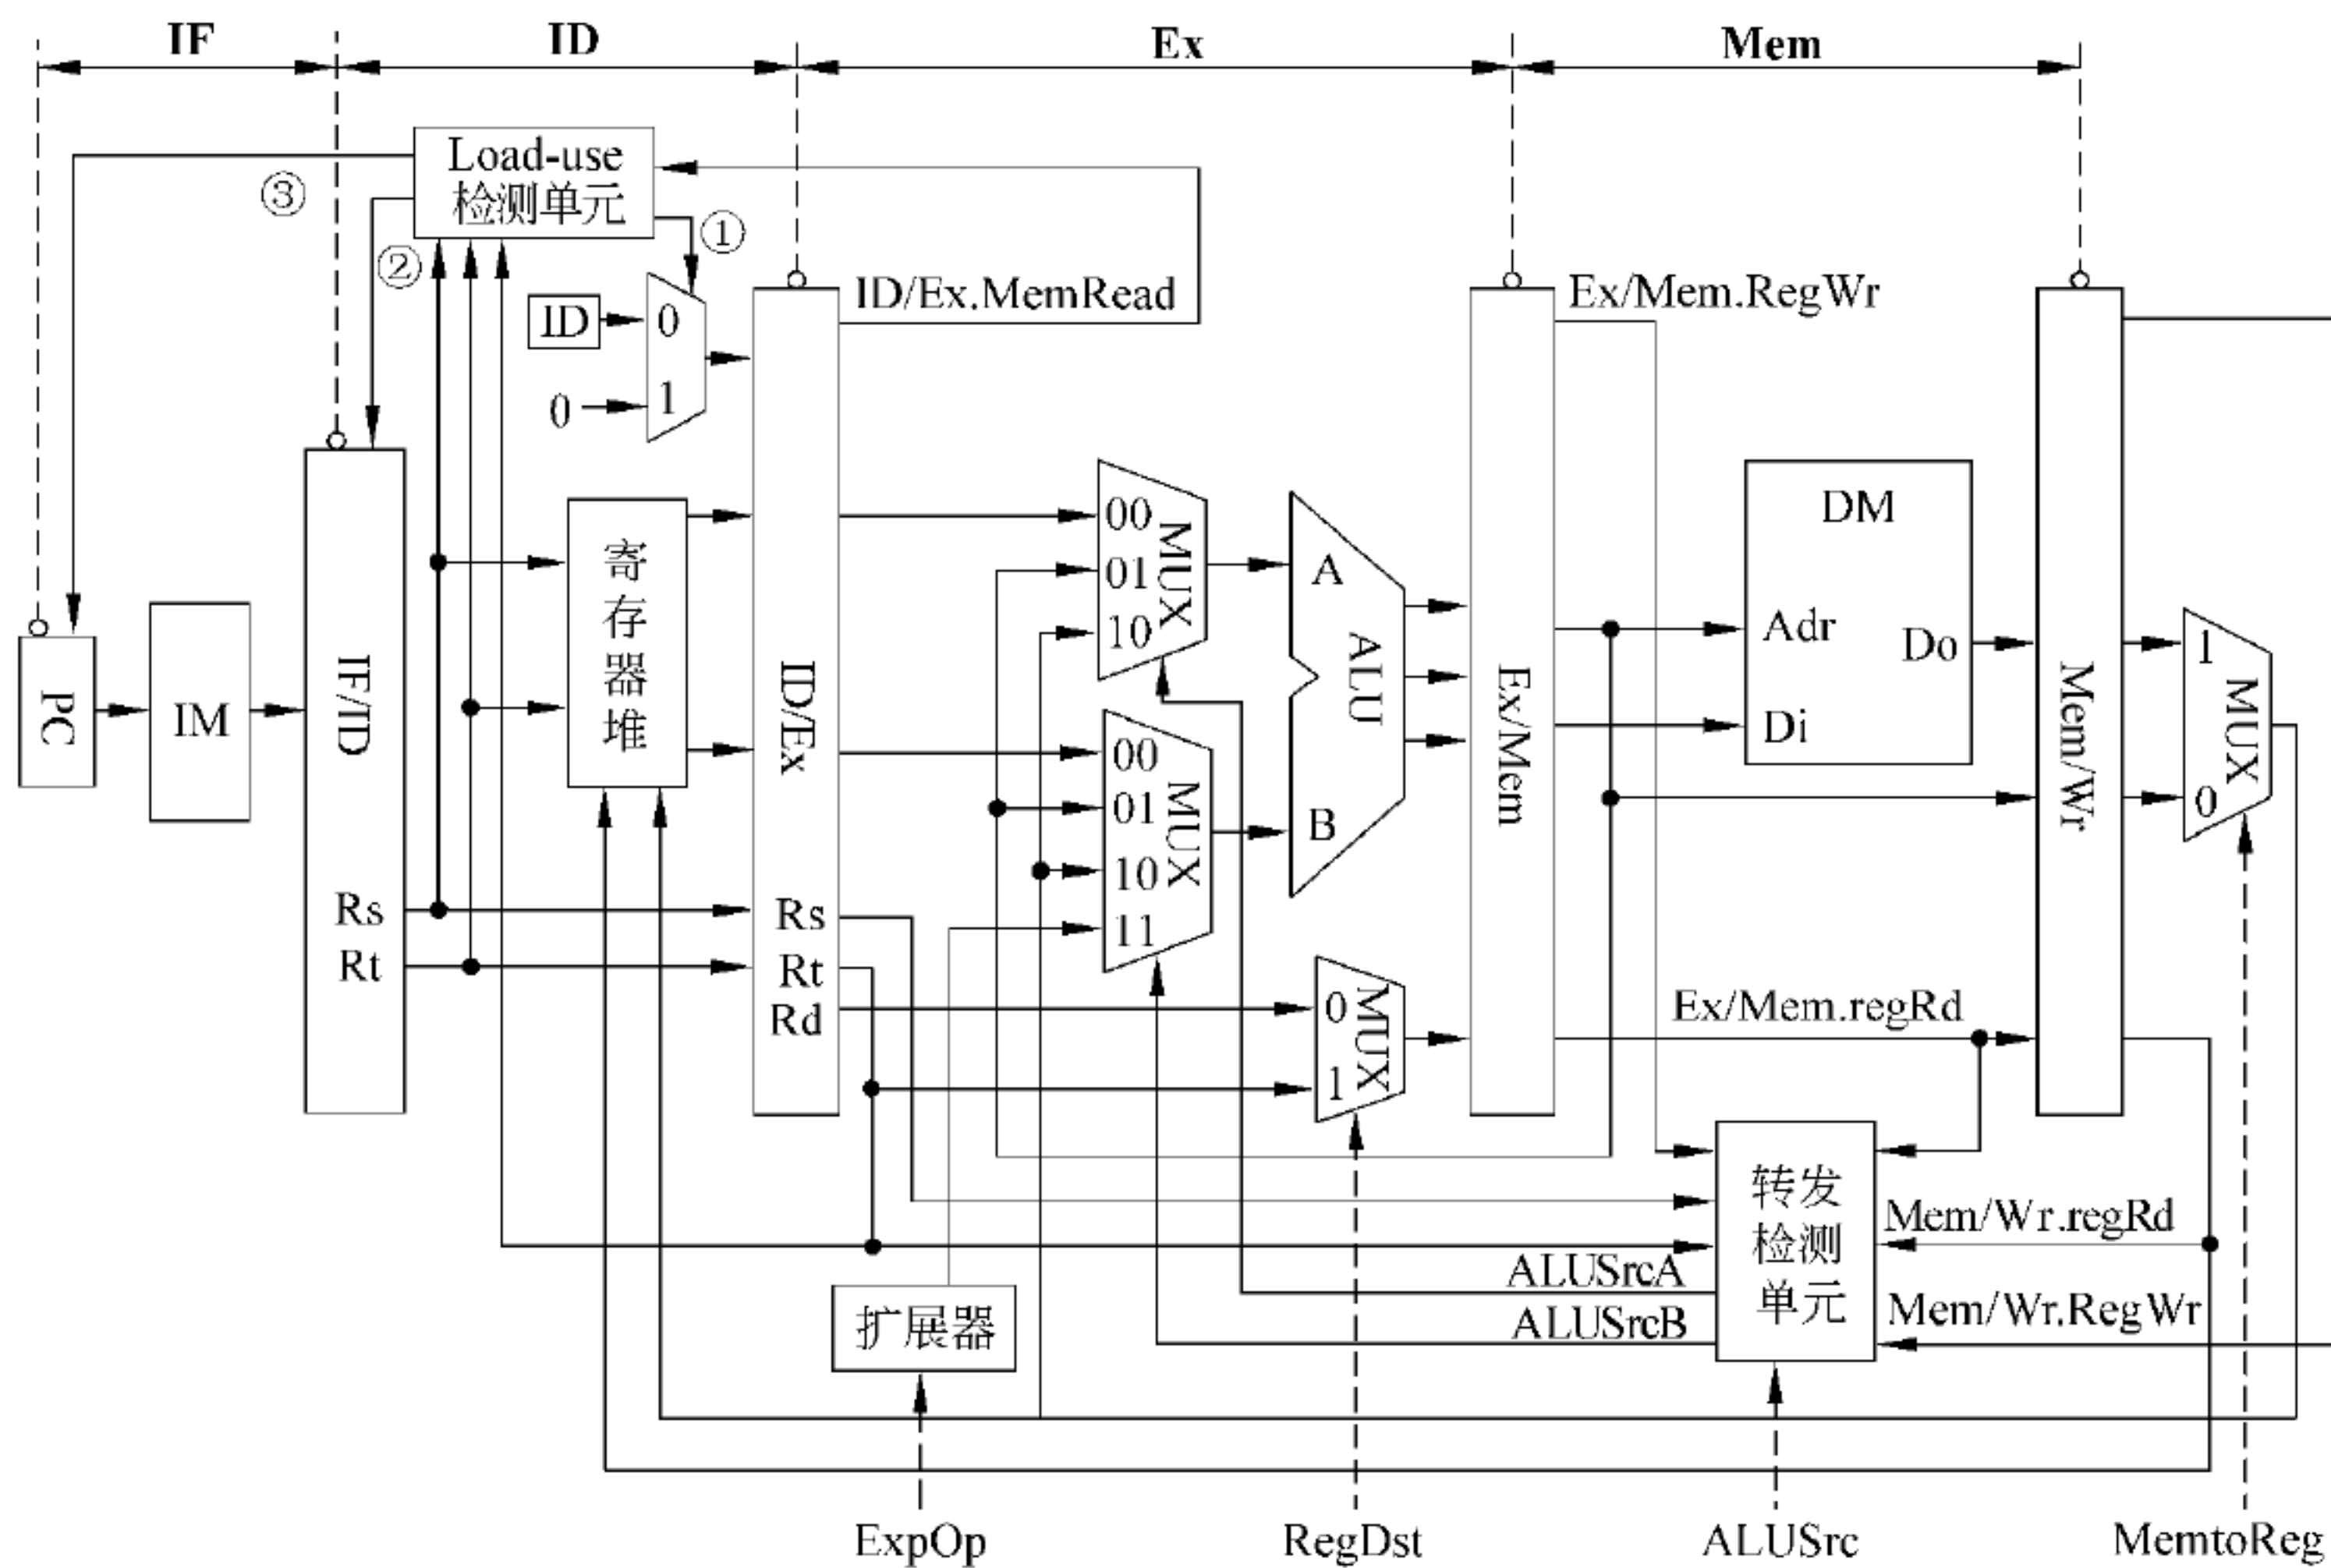 IF
ID
Ex
Mem
Load-use
检测单元
③
②
①
ID
0
0
1
ID/Ex.MemRead
Ex/Mem.RegWr
PC
IM
IF/ID
Rs
Rt
寄存器堆
ID/Ex
Rs
Rt
Rd
00
01
10
MUX
00
01
10
11
MUX
A
B
ALU
0
1
MUX
Ex/Mem
DM
Adr
Do
Di
Mem/Wr
1
0
MUX
Ex/Mem.regRd
转发
检测
单元
Mem/Wr.regRd
Mem/Wr.RegWr
ALUSrcA
ALUSrcB
扩展器
ExpOp
RegDst
ALUSrc
MemtoReg